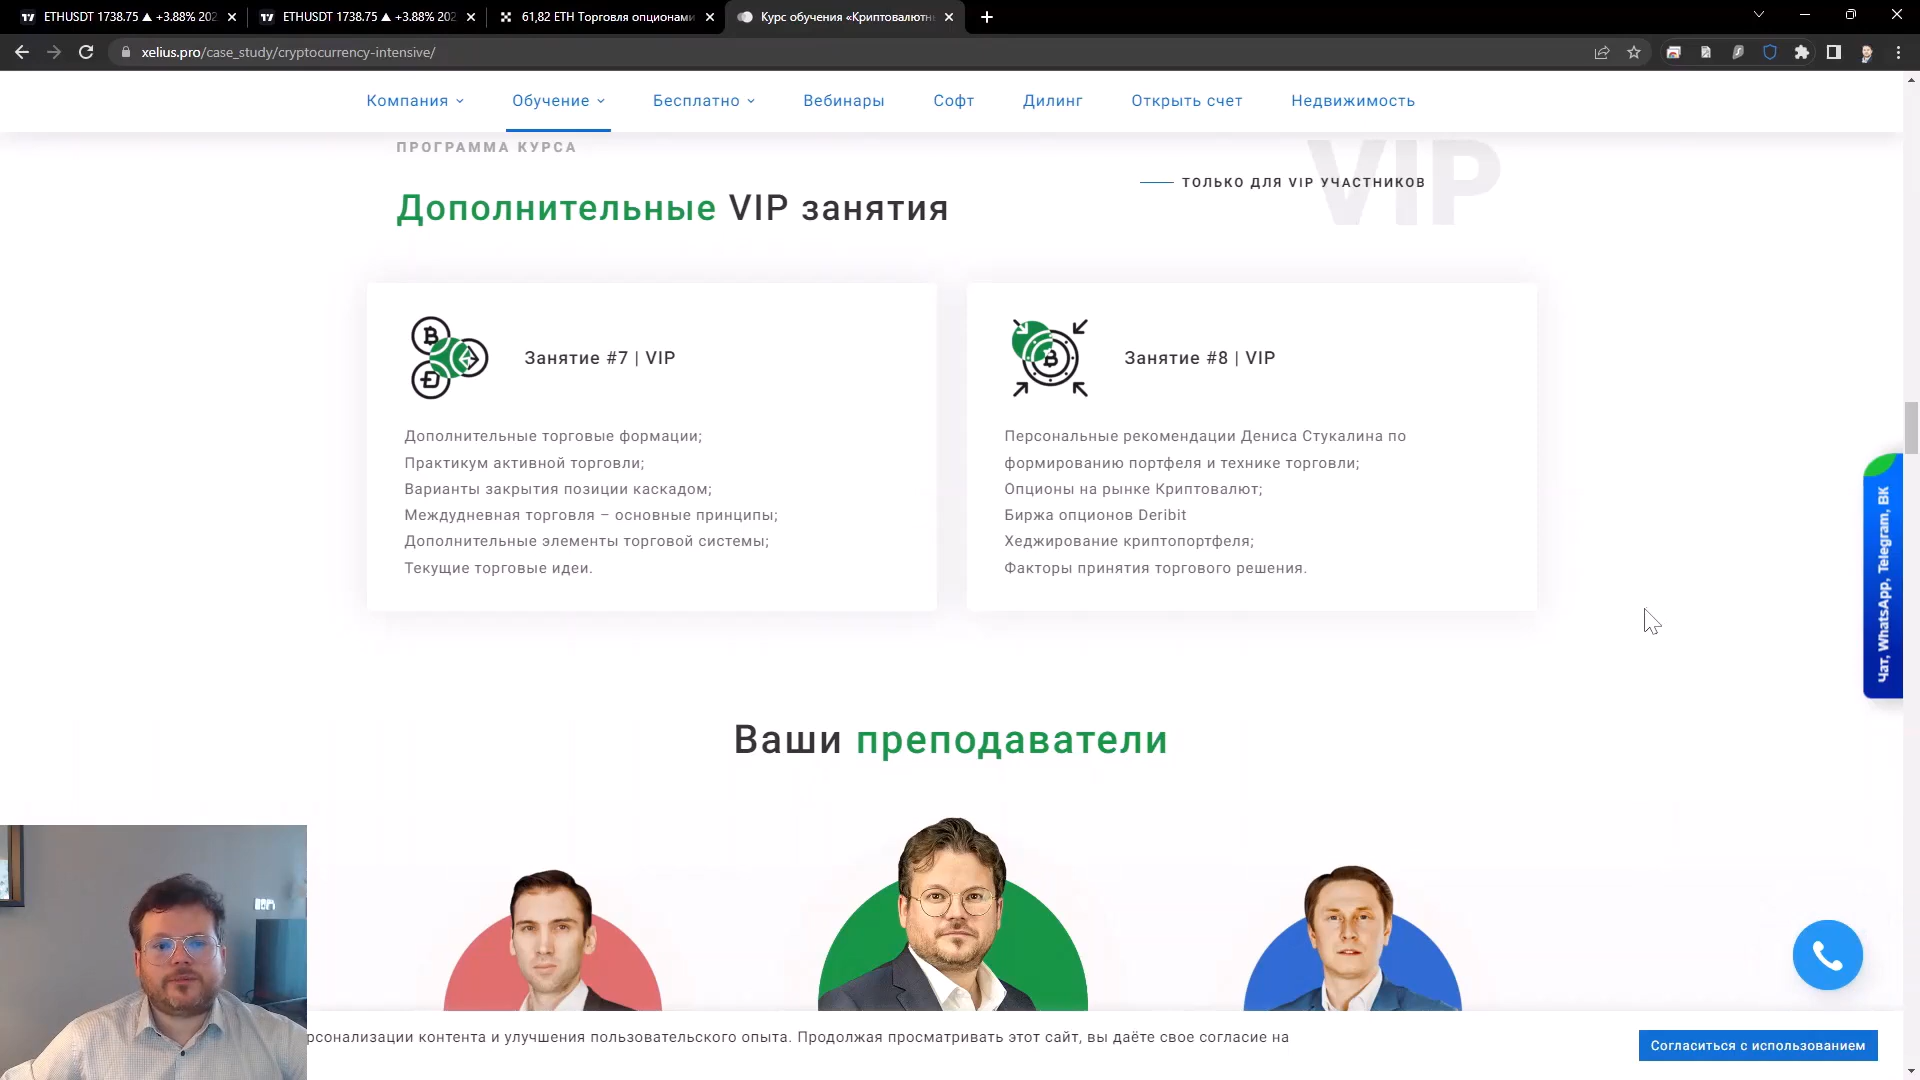 ETHUSDT 1738.75 ▲ +3.88% 202
ETHUSDT 1738.75 ▲ +3.88% 202
61,82 ETH Торговля опционами
Курс обучения «Криптовалютн
xelius.pro/case_study/cryptocurrency-intensive/
Компания
Обучение
Бесплатно
Вебинары
Софт
Дилинг
Открыть счет
Недвижимость
ПРОГРАММА КУРСА
VIP
ТОЛЬКО ДЛЯ VIP УЧАСТНИКОВ
Дополнительные VIP занятия
Занятие #7 | VIP
Дополнительные торговые формации;
Практикум активной торговли;
Варианты закрытия позиции каскадом;
Междудневная торговля – основные принципы;
Дополнительные элементы торговой системы;
Текущие торговые идеи.
Занятие #8 | VIP
Персональные рекомендации Дениса Стукалина по
формированию портфеля и технике торговли;
Опционы на рынке Криптовалют;
Биржа опционов Deribit
Хеджирование криптопортфеля;
Факторы принятия торгового решения.
Чат, WhatsApp, Telegram, ВК
Ваши преподаватели
рсонализации контента и улучшения пользовательского опыта. Продолжая просматривать этот сайт, вы даёте свое согласие на
Согласиться с использованием